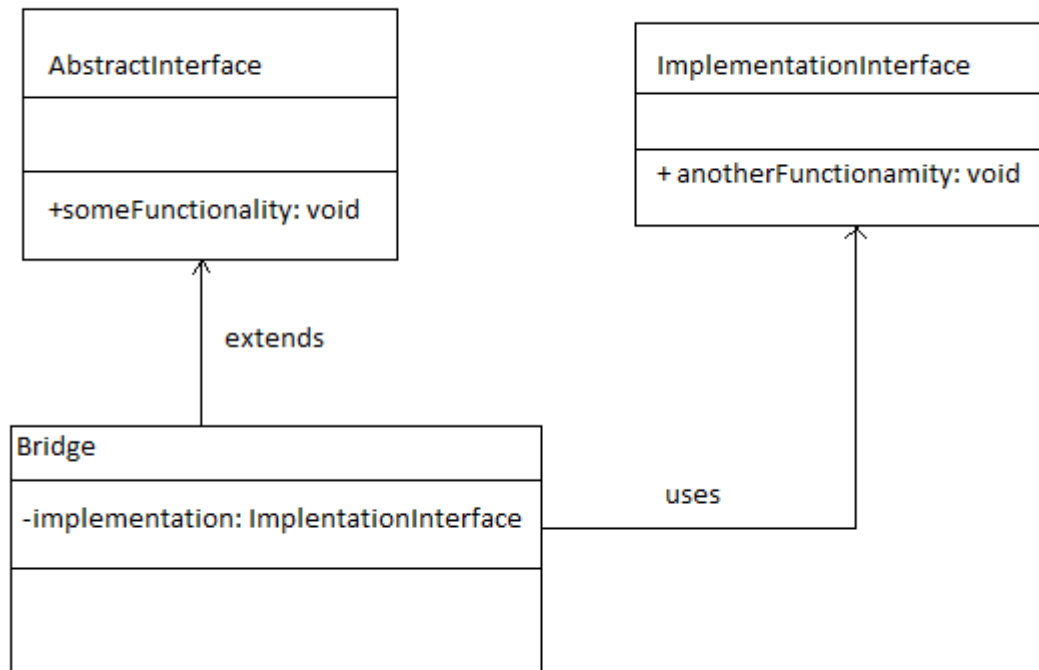 AbstractInterface
+someFunctionality: void
ImplementationInterface
+ anotherFunctionamity: void
extends
Bridge
-implementation: ImplentationInterface
uses